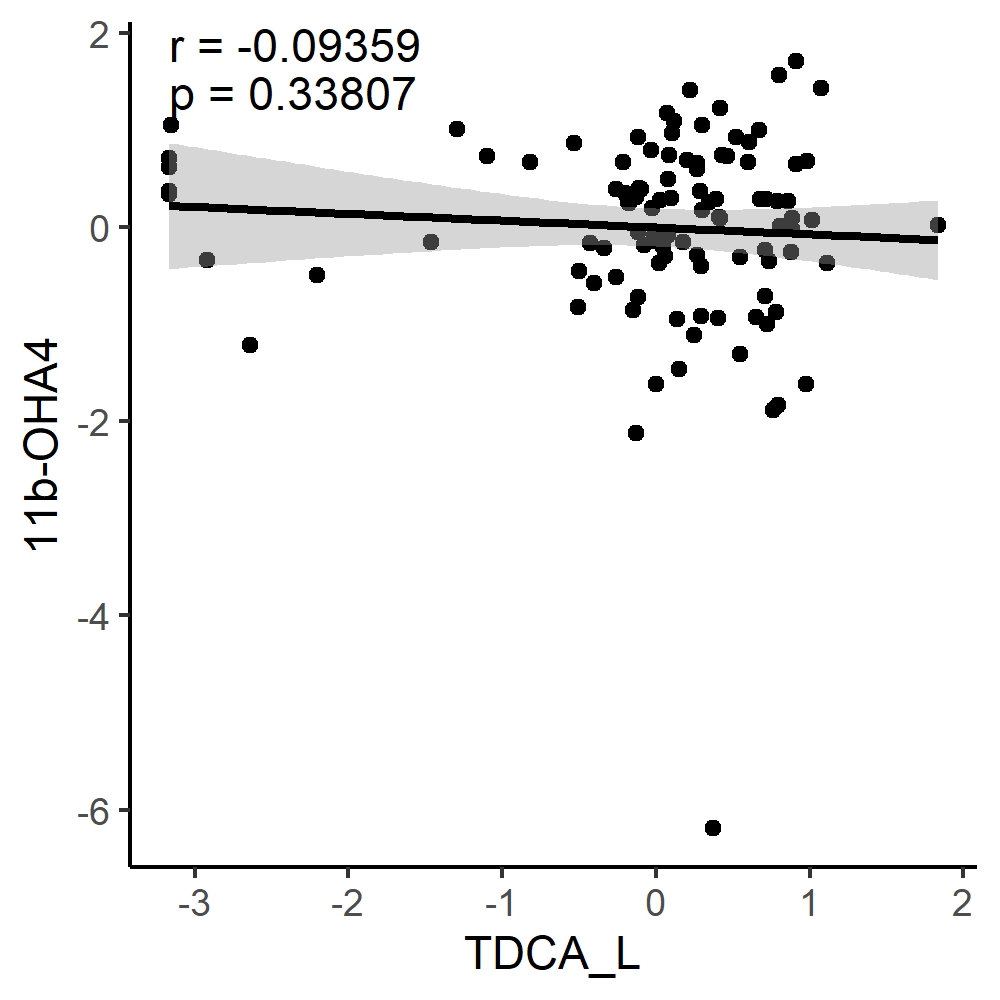 r = -0.09359
p = 0.33807
2
0
-2
-4
-6
11b-OHA4
-3 -2 -1 0 1 2
TDCA_L